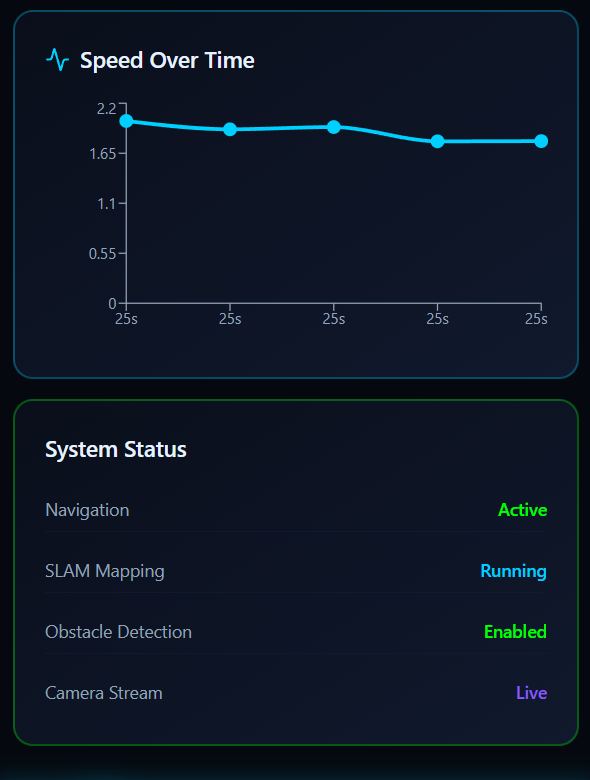 Speed Over Time
2.2
1.65
1.1
0.55
0
25s 25s 25s 25s 25s
System Status
Navigation Active
SLAM Mapping Running
Obstacle Detection Enabled
Camera Stream Live